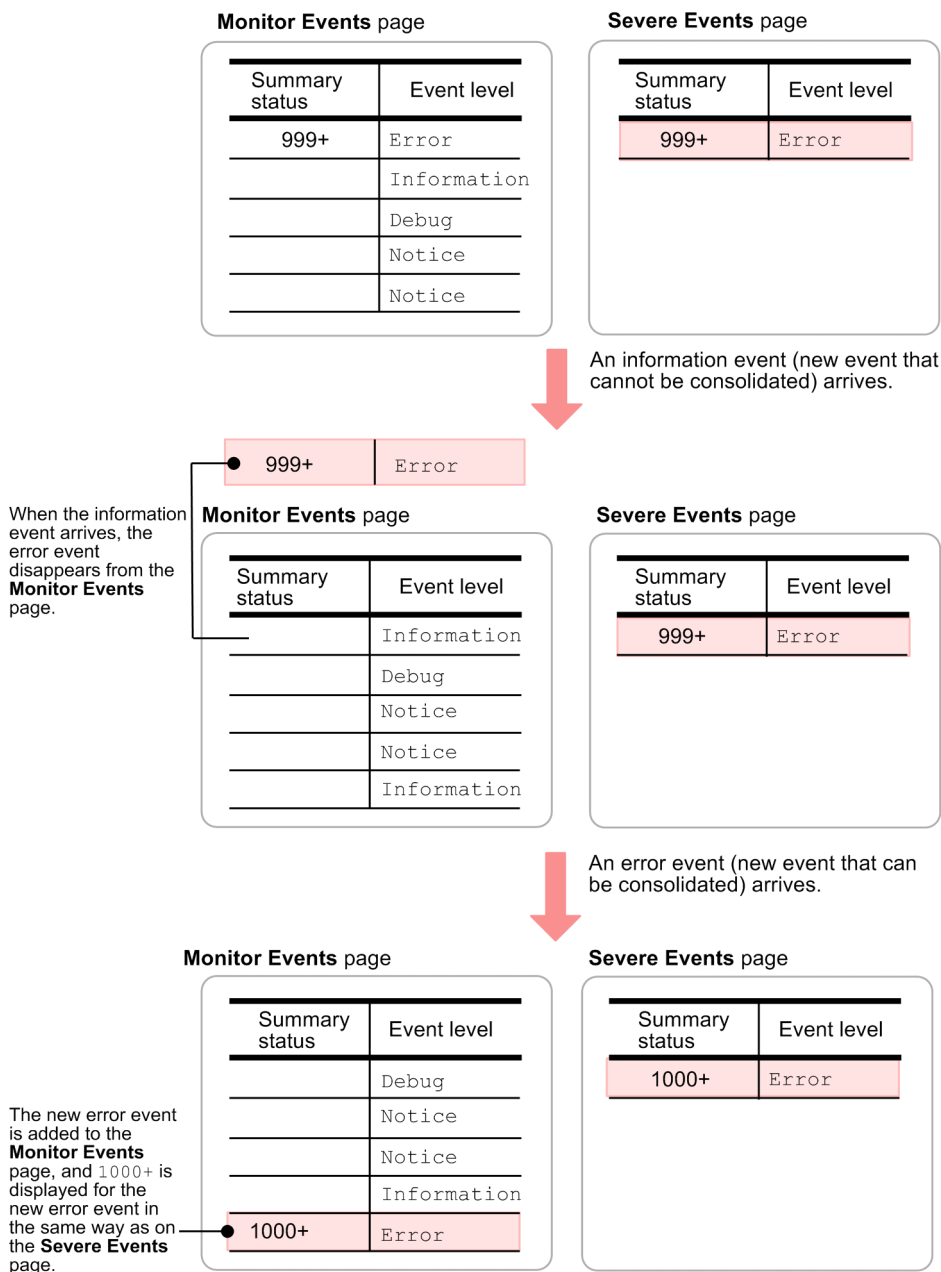 Monitor Events page
Severe Events page
Summary status Event level
999+ Error
Information
Debug
Notice
Notice
Summary status Event level
999+ Error
An information event (new event that
cannot be consolidated) arrives.
999+ Error
When the information
event arrives, the
error event
disappears from the
Monitor Events
page.
Monitor Events page
Severe Events page
Summary status Event level
Information
Debug
Notice
Notice
Information
Summary status Event level
999+ Error
An error event (new event that can
be consolidated) arrives.
Monitor Events page
Severe Events page
Summary status Event level
Debug
Notice
Notice
Information
1000+ Error
Summary status Event level
1000+ Error
The new error event
is added to the
Monitor Events
page, and 1000+ is
displayed for the
new error event in
the same way as on
the Severe Events
page.